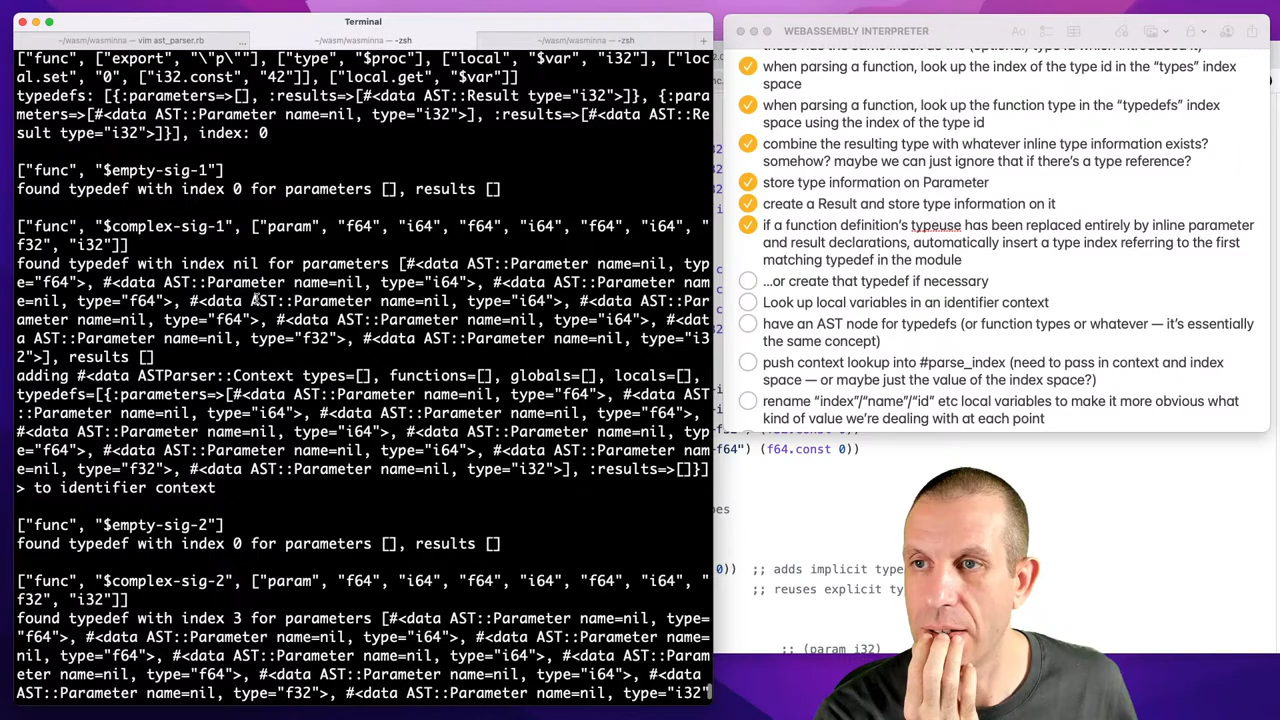 Terminal
~/wasm/wasminna — vim ast_parser.rb
...
~/wasm/wasminna — -zsh
~/wasm/wasminna — -zsh
+
["func", ["export", "\"p\""], ["type", "$proc"], ["local", "$var", "i32"], ["loc
al.set", "0", ["i32.const", "42"]], ["local.get", "$var"]]
typedefs: [{:parameters=>[], :results=>[#<data AST::Result type="i32">]}, {:para
meters=>[#<data AST::Parameter name=nil, type="i32">], :results=>[#<data AST::Re
sult type="i32">]}], index: 0
["func", "$empty-sig-1"]
found typedef with index 0 for parameters [], results []
["func", "$complex-sig-1", ["param", "f64", "i64", "f64", "i64", "f64", "i64", "
f32", "i32"]]
found typedef with index nil for parameters [#<data AST::Parameter name=nil, typ
e="f64">, #<data AST::Parameter name=nil, type="i64">, #<data AST::Parameter nam
e=nil, type="f64">, #<data AST::Parameter name=nil, type="i64">, #<data AST::Par
ameter name=nil, type="f64">, #<data AST::Parameter name=nil, type="i64">, #<dat
a AST::Parameter name=nil, type="f32">, #<data AST::Parameter name=nil, type="i3
2">], results []
adding #<data ASTParser::Context types=[], functions=[], globals=[], locals=[],
typedefs=[{:parameters=>[#<data AST::Parameter name=nil, type="f64">, #<data AST
::Parameter name=nil, type="i64">, #<data AST::Parameter name=nil, type="f64">,
#<data AST::Parameter name=nil, type="i64">, #<data AST::Parameter name=nil, typ
e="f64">, #<data AST::Parameter name=nil, type="i64">, #<data AST::Parameter nam
e=nil, type="f32">, #<data AST::Parameter name=nil, type="i32">], :results=>[]}]
> to identifier context
["func", "$empty-sig-2"]
found typedef with index 0 for parameters [], results []
["func", "$complex-sig-2", ["param", "f64", "i64", "f64", "i64", "f64", "i64", "
f32", "i32"]]
found typedef with index 3 for parameters [#<data AST::Parameter name=nil, type=
"f64">, #<data AST::Parameter name=nil, type="i64">, #<data AST::Parameter name=
nil, type="f64">, #<data AST::Parameter name=nil, type="i64">, #<data AST::Param
eter name=nil, type="f64">, #<data AST::Parameter name=nil, type="i64">, #<data
AST::Parameter name=nil, type="f32">, #<data AST::Parameter name=nil, type="i32"
WEBASSEMBLY INTERPRETER
when parsing a function, look up the index of the type id in the “types” index
space
when parsing a function, look up the function type in the “typedefs” index
space using the index of the type id
combine the resulting type with whatever inline type information exists?
somehow? maybe we can just ignore that if there’s a type reference?
store type information on Parameter
create a Result and store type information on it
if a function definition’s typeuse has been replaced entirely by inline parameter
and result declarations, automatically insert a type index referring to the first
matching typedef in the module
…or create that typedef if necessary
Look up local variables in an identifier context
have an AST node for typedefs (or function types or whatever — it’s essentially
the same concept)
push context lookup into #parse_index (need to pass in context and index
space — or maybe just the value of the index space?)
rename “index”/“name”/“id” etc local variables to make it more obvious what
kind of value we’re dealing with at each point
-f64") (f64.const 0))
0)) ;; adds implicit type
;; reuses explicit ty
;; (param i32)